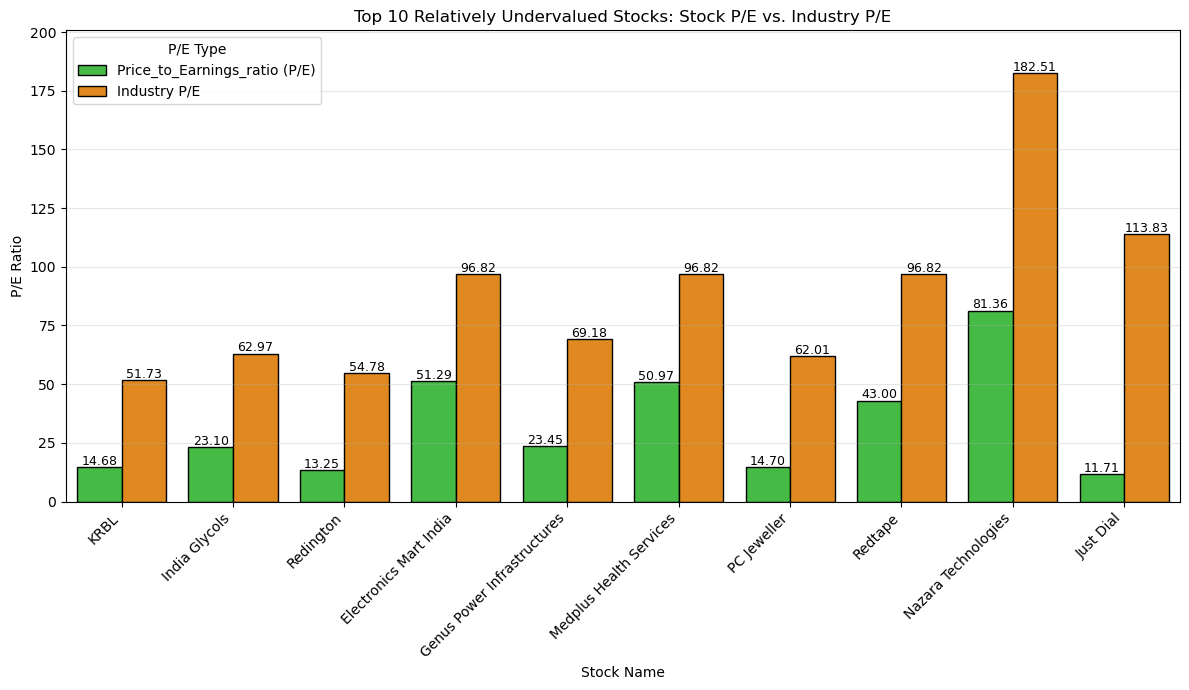 Top 10 Relatively Undervalued Stocks: Stock P/E vs. Industry P/E
P/E Type
Price_to_Earnings_ratio (P/E)
Industry P/E
P/E Ratio
200
175
150
125
100
75
50
25
0
14.68
51.73
23.10
62.97
13.25
54.78
51.29
96.82
23.45
69.18
50.97
96.82
14.70
62.01
43.00
96.82
81.36
182.51
11.71
113.83
KRBL
India Glycols
Redington
Electronics Mart India
Genus Power Infrastructures
Medplus Health Services
PC Jeweller
Redtape
Nazara Technologies
Just Dial
Stock Name